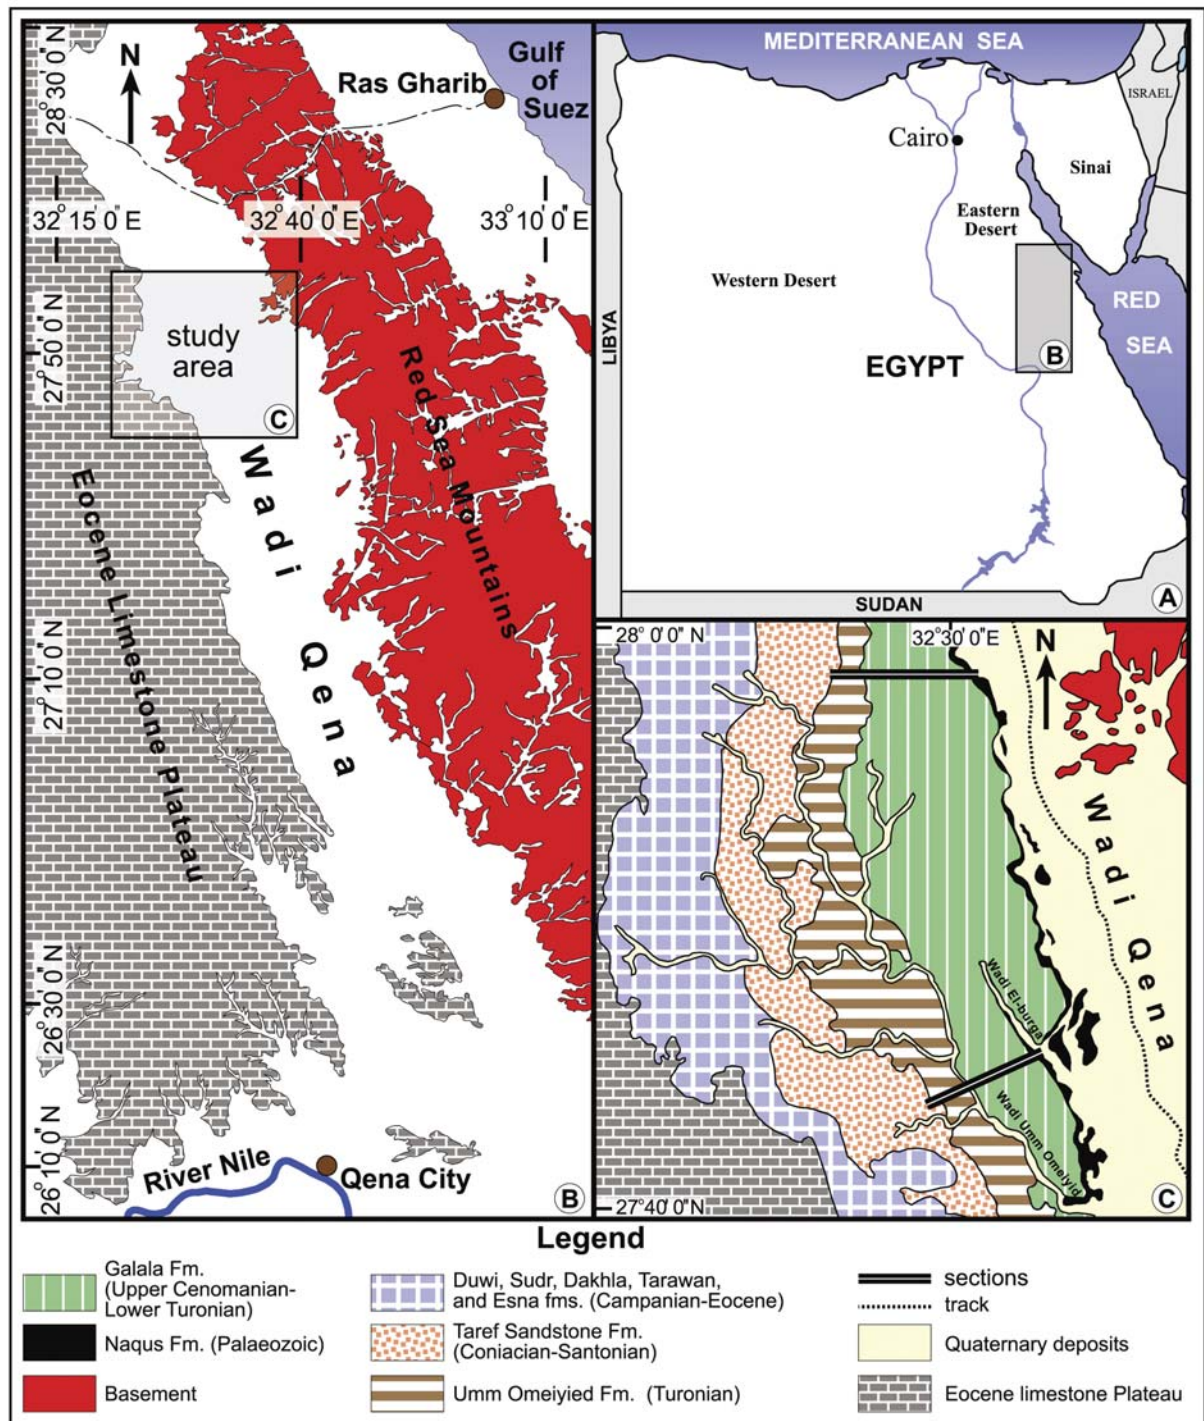 28° 30' 0" N
N
Ras Gharib
Gulf
of
Suez
32° 15' 0" E
32° 40' 0" E
33° 10' 0" E
27° 50' 0" N
study
area
C
Red Sea Mountains
Wadi Qena
Eocene Limestone Plateau
27° 10' 0" N
26° 30' 0" N
26° 10' 0" N
River Nile
Qena City
B
MEDITERRANEAN SEA
ISRAEL
Cairo
Sinai
Eastern
Desert
Western Desert
RED
SEA
LIBYA
EGYPT
B
SUDAN
A
28° 0' 0" N
32° 30' 0" E
N
Wadi Qena
Wadi El-burga
Wadi Umm Omeiyid
27° 40' 0" N
C
Legend
Galala Fm.
(Upper Cenomanian-
Lower Turonian)
Naqus Fm. (Palaeozoic)
Basement
Duwi, Sudr, Dakhla, Tarawan,
and Esna fms. (Campanian-Eocene)
Taref Sandstone Fm.
(Coniacian-Santonian)
Umm Omeiyied Fm. (Turonian)
sections
track
Quaternary deposits
Eocene limestone Plateau